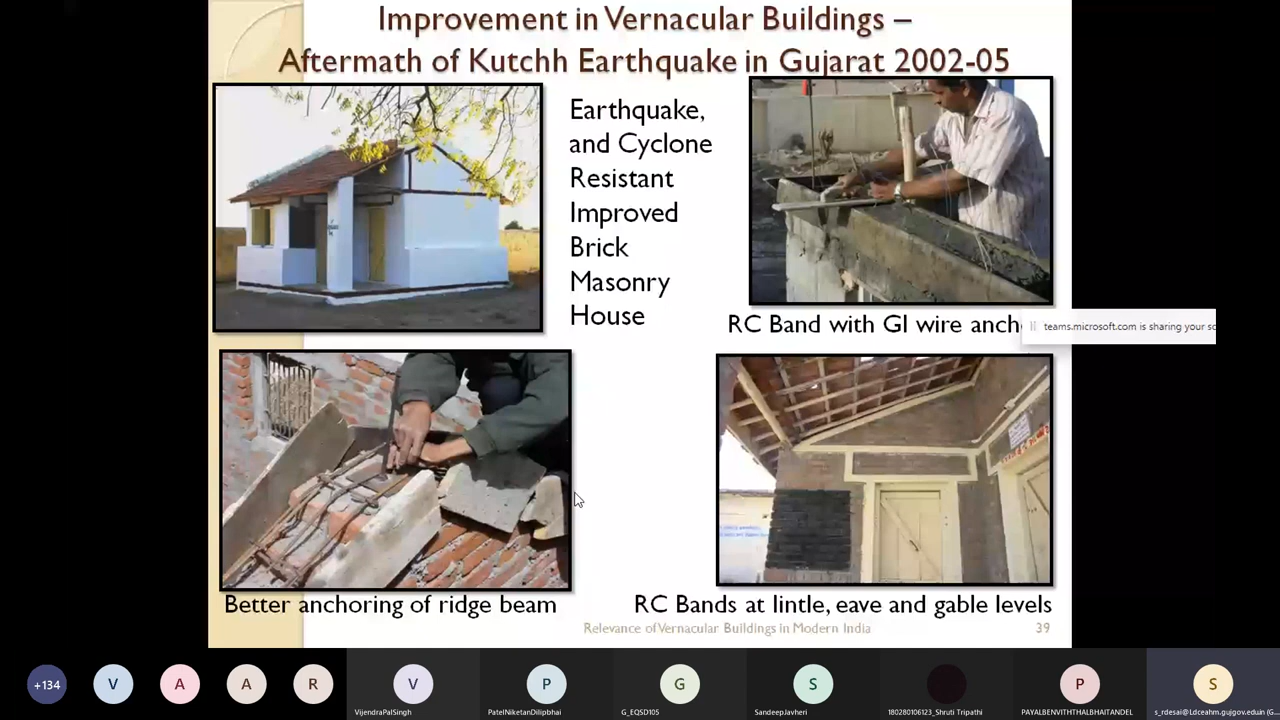 Improvement in Vernacular Buildings –
Aftermath of Kutchh Earthquake in Gujarat 2002-05
Earthquake,
and Cyclone
Resistant
Improved
Brick
Masonry
House
RC Band with GI wire ancho
teams.microsoft.com is sharing your sc
Better anchoring of ridge beam
RC Bands at lintle, eave and gable levels
Relevance of Vernacular Buildings in Modern India
39
+134
V
A
A
R
V
P
G
S
P
S
VijendraPalSingh
PatelNiketanDilipbhai
G_EQSD105
SandeepJavheri
180280106123_Shruti Tripathi
PAYALBENVITHTHALBHAITANDEL
s_rdesai@Ldceahm.gujgov.eduin (G...